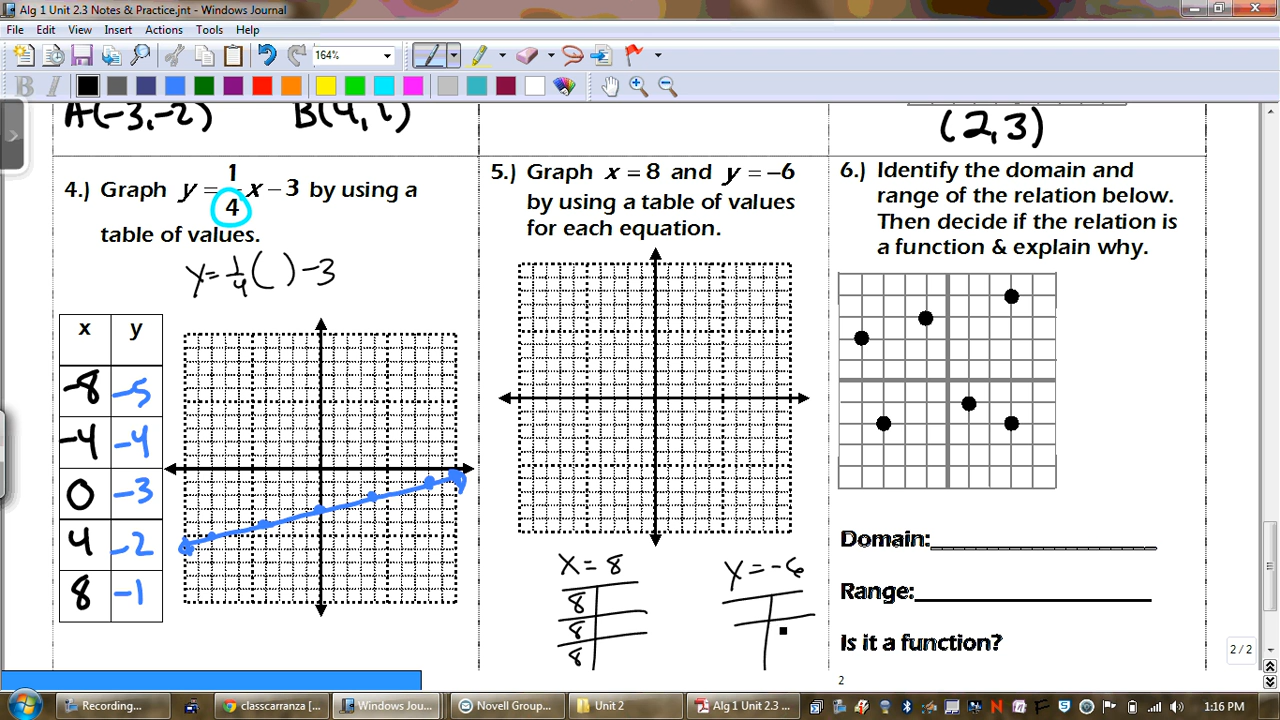 Alg 1 Unit 2.3 Notes & Practice.jnt - Windows Journal
File Edit View Insert Actions Tools Help
164%
B I
A(-3,-2) B(4,1)
(2,3)
4.) Graph y = 1/4 x - 3 by using a
table of values.
y = 1/4 ( ) -3
x y
-8 -5
-4 -4
0 -3
4 -2
8 -1
5.) Graph x = 8 and y = -6
by using a table of values
for each equation.
x = 8
8
8
8
y = -6
6.) Identify the domain and
range of the relation below.
Then decide if the relation is
a function & explain why.
Domain:____________________
Range:____________________
Is it a function?
2
2 / 2
Recording... classcarranza [... Windows Jou... Novell Group... Unit 2 Alg 1 Unit 2.3 ... 1:16 PM